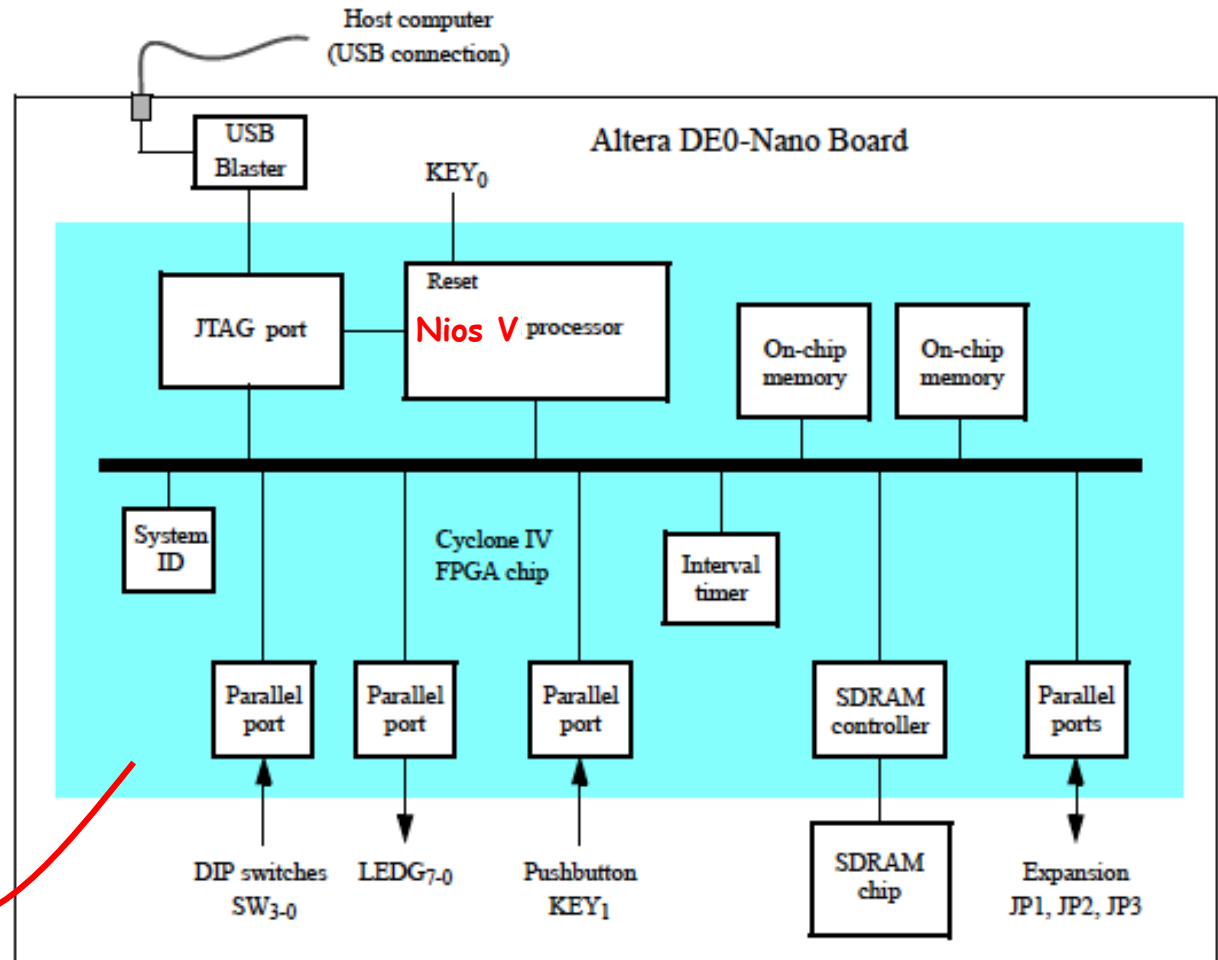 Host computer
(USB connection)
USB
Blaster
Altera DE0-Nano Board
KEY0
Reset
JTAG port
Nios V processor
On-chip
memory
On-chip
memory
System
ID
Cyclone IV
FPGA chip
Interval
timer
Parallel
port
Parallel
port
Parallel
port
SDRAM
controller
Parallel
ports
DIP switches
SW3-0
LEDG7-0
Pushbutton
KEY1
SDRAM
chip
Expansion
JP1, JP2, JP3